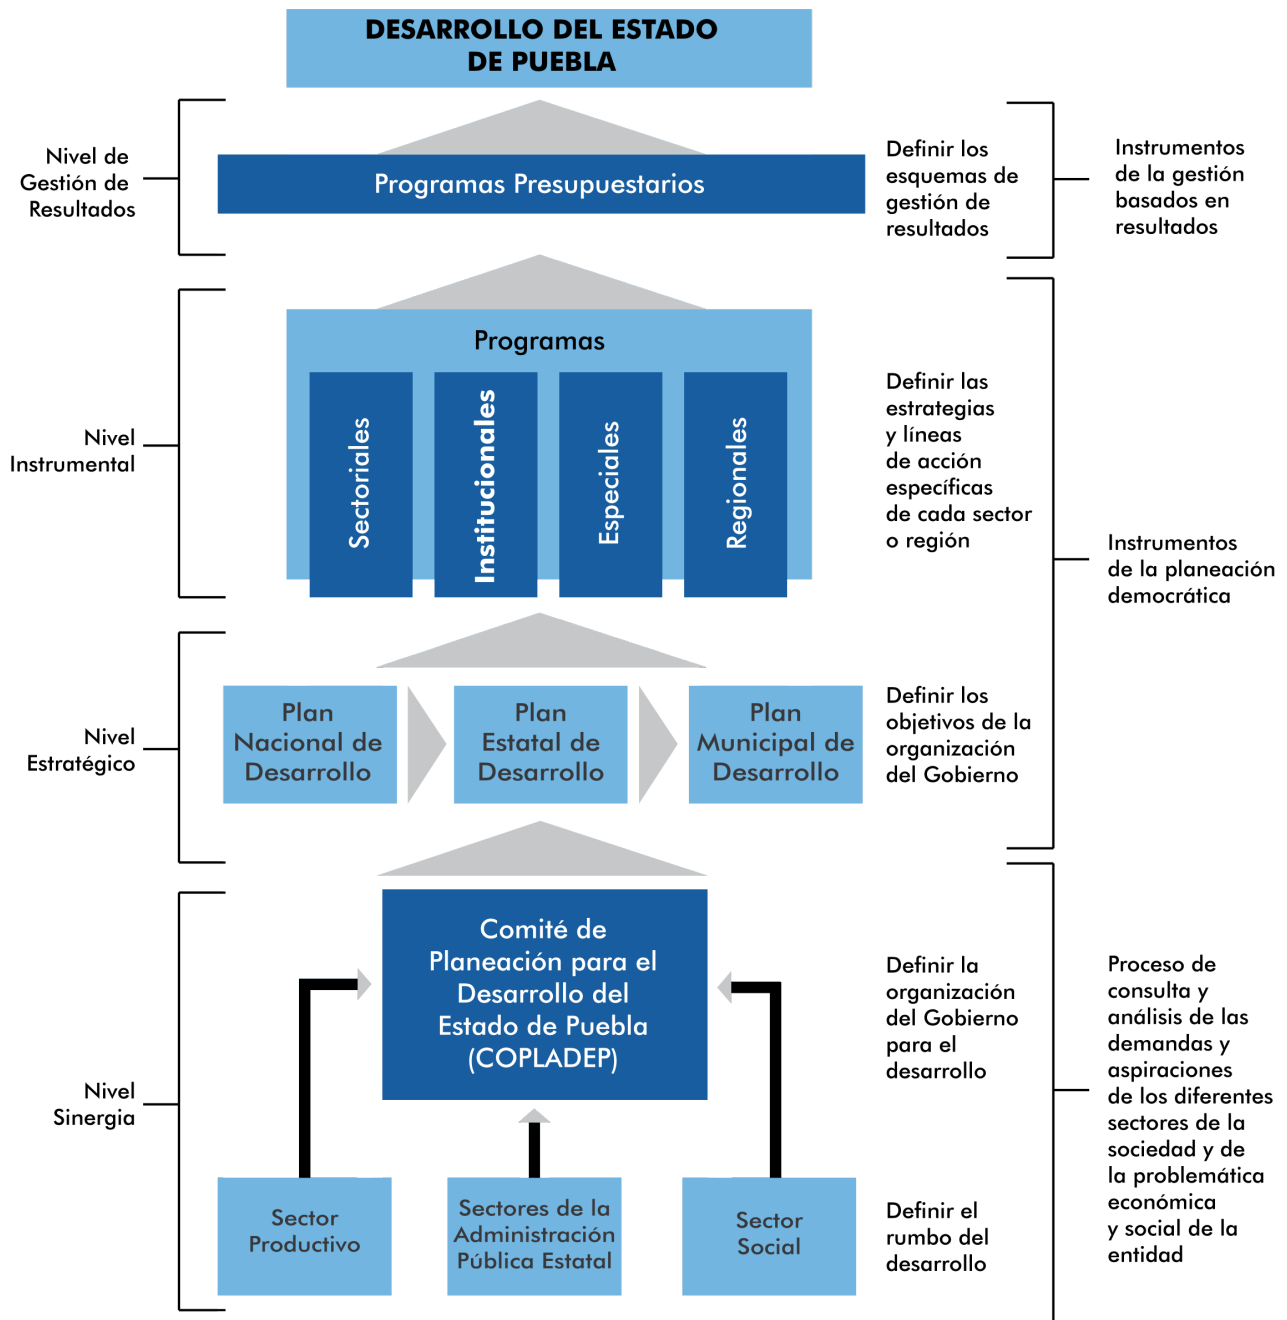 DESARROLLO DEL ESTADO
DE PUEBLA
Nivel de
Gestión de
Resultados
Programas Presupuestarios
Definir los
esquemas de
gestión de
resultados
Instrumentos
de la gestión
basados en
resultados
Nivel
Instrumental
Programas
Sectoriales
Institucionales
Especiales
Regionales
Definir las
estrategias
y líneas
de acción
específicas
de cada sector
o región
Instrumentos
de la planeación
democrática
Nivel
Estratégico
Plan
Nacional de
Desarrollo
Plan
Estatal de
Desarrollo
Plan
Municipal de
Desarrollo
Definir los
objetivos de la
organización
del Gobierno
Nivel
Sinergia
Comité de
Planeación para el
Desarrollo del
Estado de Puebla
(COPLADEP)
Definir la
organización
del Gobierno
para el
desarrollo
Proceso de
consulta y
análisis de las
demandas y
aspiraciones
de los diferentes
sectores de la
sociedad y de
la problemática
económica
y social de la
entidad
Sector
Productivo
Sectores de la
Administración
Pública Estatal
Sector
Social
Definir el
rumbo del
desarrollo